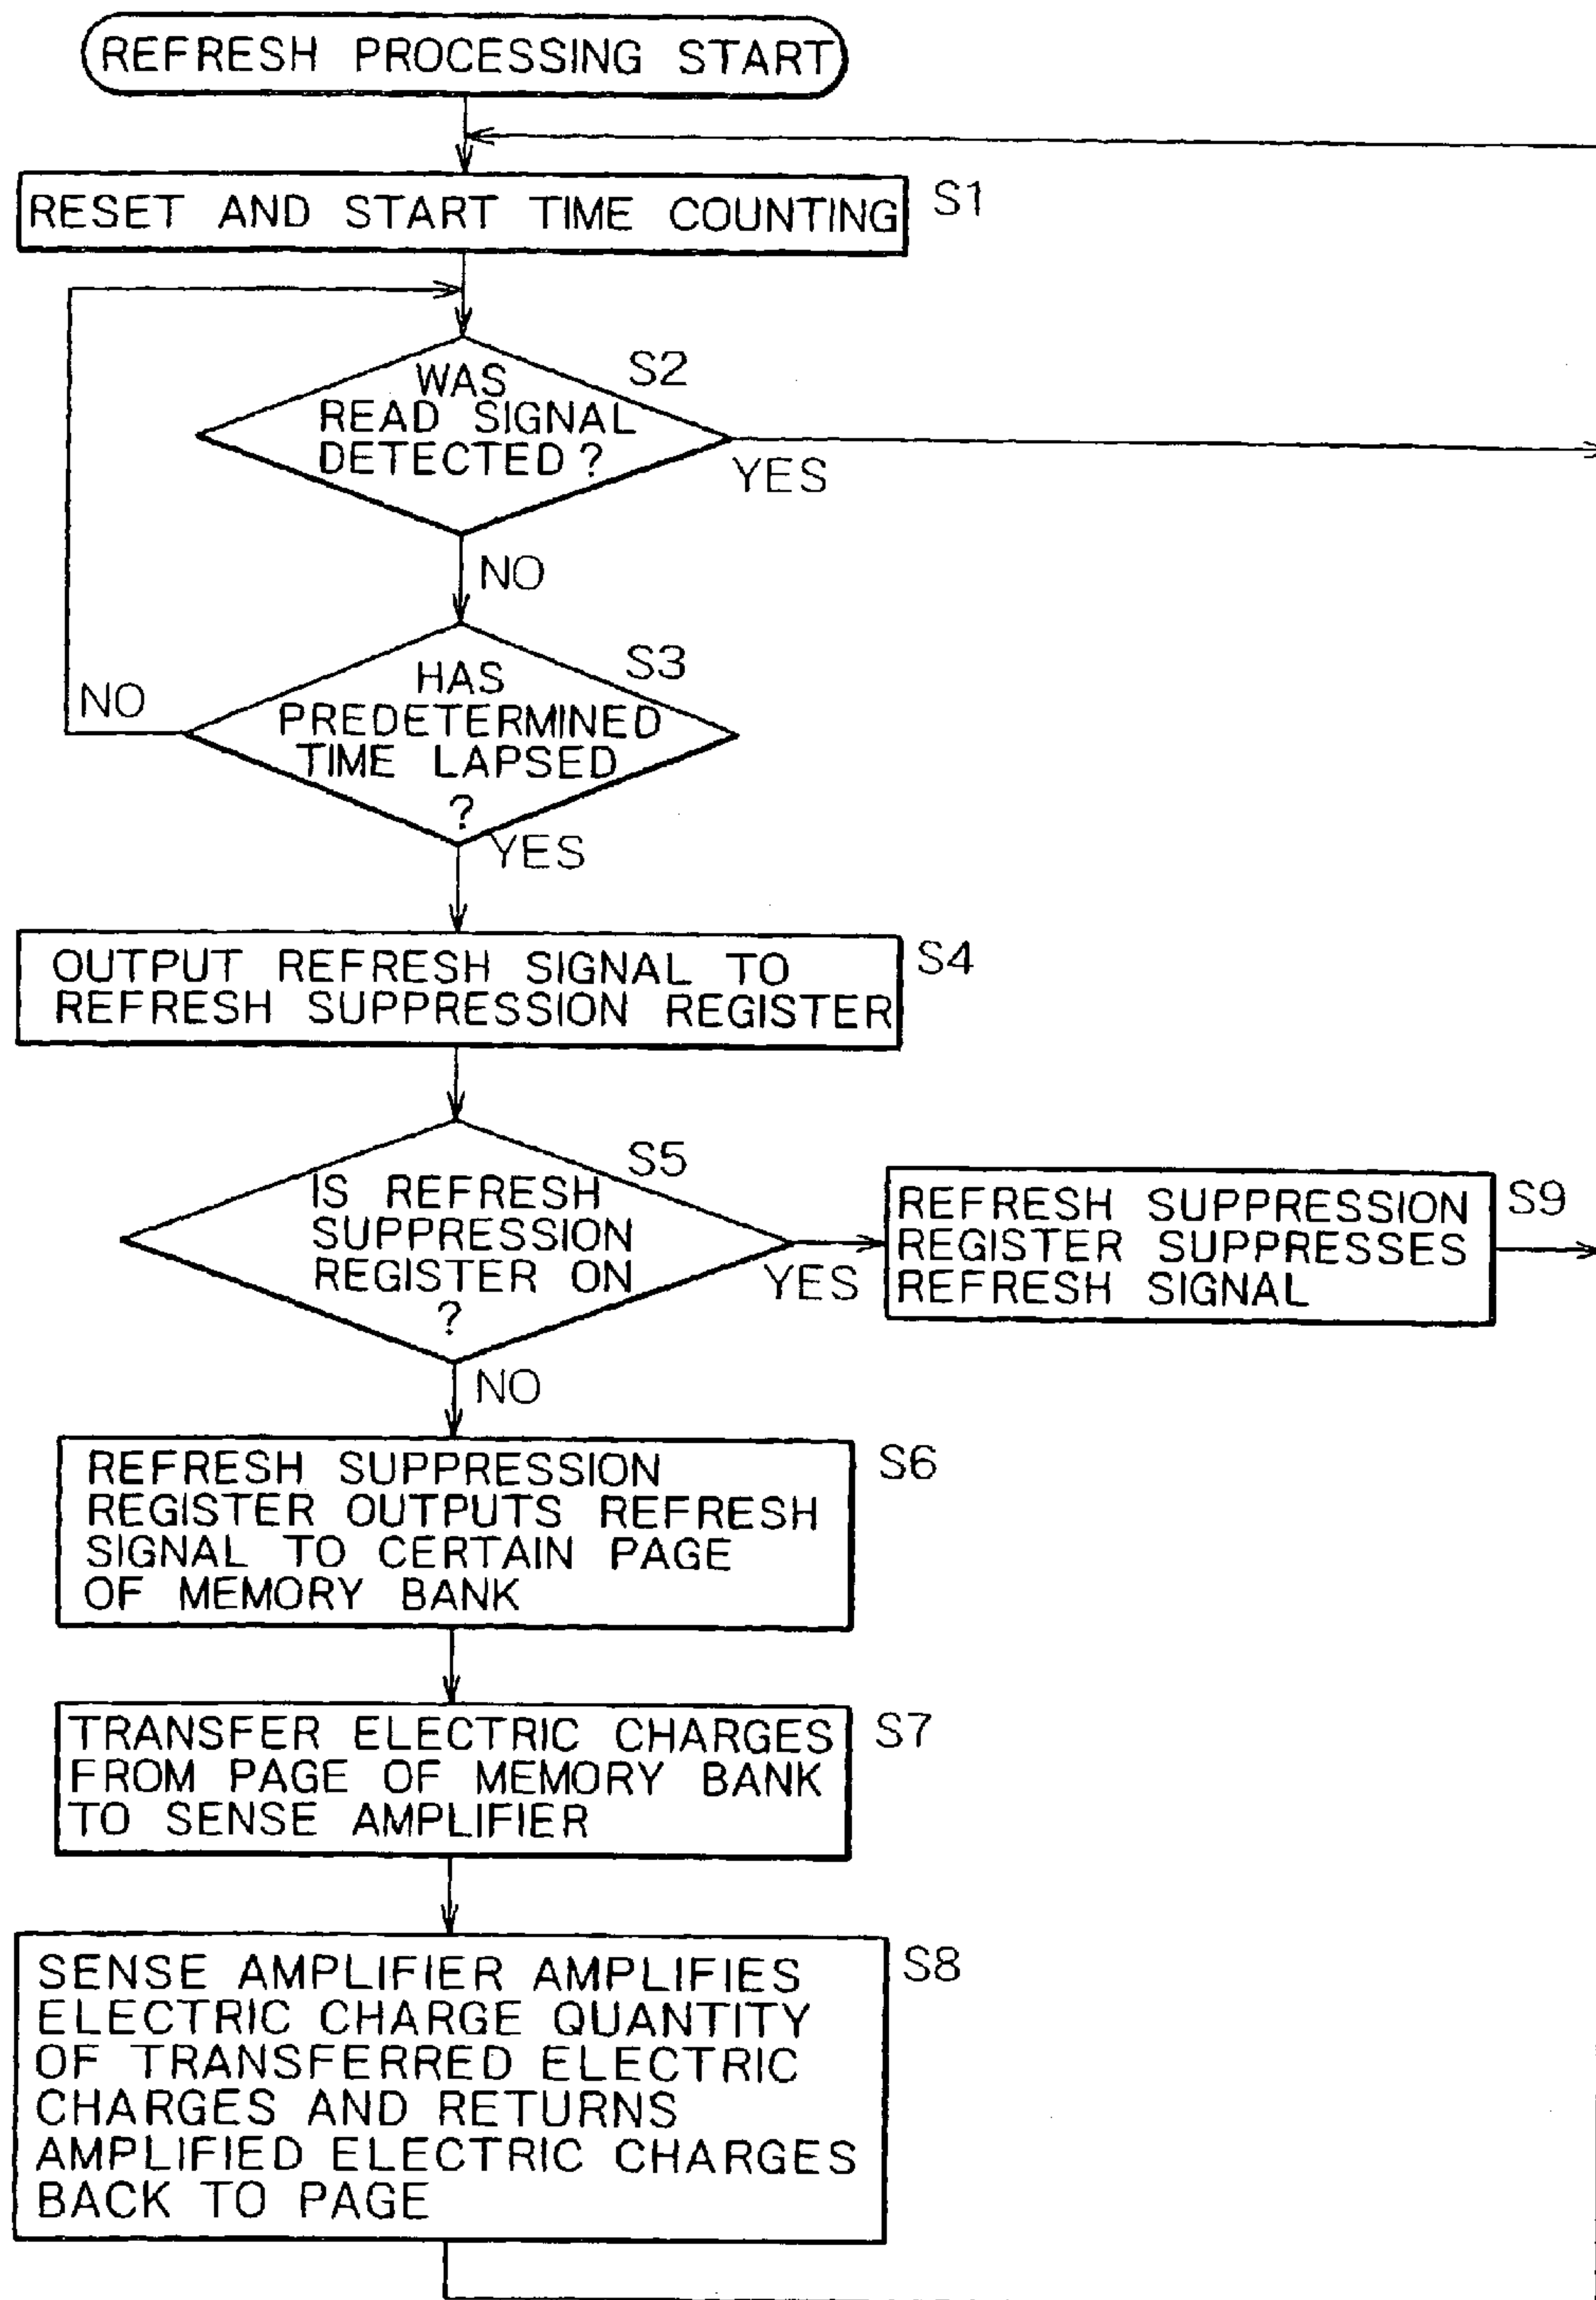 REFRESH PROCESSING START
RESET AND START TIME COUNTING
S1
S2
WAS
READ SIGNAL
DETECTED ?
YES
NO
S3
HAS
PREDETERMINED
TIME LAPSED
?
NO
YES
OUTPUT REFRESH SIGNAL TO
REFRESH SUPPRESSION REGISTER
S4
S5
IS REFRESH
SUPPRESSION
REGISTER ON
?
YES
REFRESH SUPPRESSION
REGISTER SUPPRESSES
REFRESH SIGNAL
S9
NO
REFRESH SUPPRESSION
REGISTER OUTPUTS REFRESH
SIGNAL TO CERTAIN PAGE
OF MEMORY BANK
S6
TRANSFER ELECTRIC CHARGES
FROM PAGE OF MEMORY BANK
TO SENSE AMPLIFIER
S7
SENSE AMPLIFIER AMPLIFIES
ELECTRIC CHARGE QUANTITY
OF TRANSFERRED ELECTRIC
CHARGES AND RETURNS
AMPLIFIED ELECTRIC CHARGES
BACK TO PAGE
S8